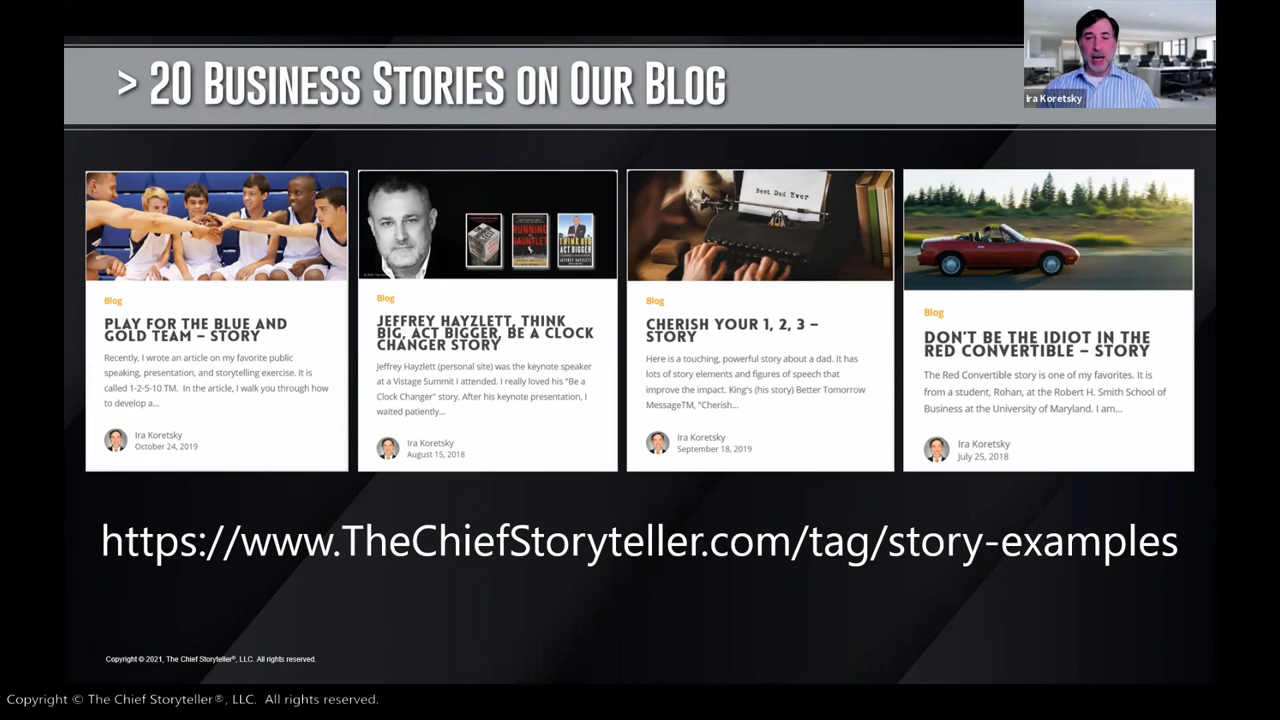 > 20 BUSINESS STORIES ON OUR BLOG
Ira Koretsky
Blog
PLAY FOR THE BLUE AND
GOLD TEAM – STORY
Recently, I wrote an article on my favorite public
speaking, presentation, and storytelling exercise. It is
called 1-2-5-10 TM.  In the article, I walk you through how
to develop a...
Ira Koretsky
October 24, 2019
RUNNING
GAUNTLET
THINK BIG
ACT BIGGER
JEFFREY HAYZLETT
Blog
JEFFREY HAYZLETT, THINK
BIG, ACT BIGGER, BE A CLOCK
CHANGER STORY
Jeffrey Hayzlett (personal site) was the keynote speaker
at a Vistage Summit I attended. I really loved his "Be a
Clock Changer" story. After his keynote presentation, I
waited patiently...
Ira Koretsky
August 15, 2018
Best Dad Ever
Blog
CHERISH YOUR 1, 2, 3 –
STORY
Here is a touching, powerful story about a dad. It has
lots of story elements and figures of speech that
improve the impact. King's (his story) Better Tomorrow
MessageTM, "Cherish...
Ira Koretsky
September 18, 2019
Blog
DON'T BE THE IDIOT IN THE
RED CONVERTIBLE – STORY
The Red Convertible story is one of my favorites. It is
from a student, Rohan, at the Robert H. Smith School of
Business at the University of Maryland. I am...
Ira Koretsky
July 25, 2018
https://www.TheChiefStoryteller.com/tag/story-examples
Copyright © 2021, The Chief Storyteller®, LLC. All rights reserved.
Copyright © The Chief Storyteller®, LLC.  All rights reserved.